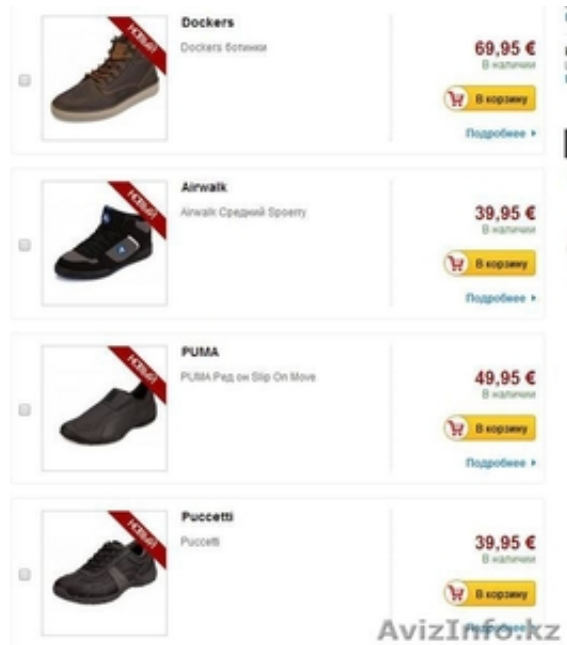 НОВЫЙ
Dockers
Dockers ботинки
69,95 €
В наличии
В корзину
Подробнее
НОВЫЙ
Airwalk
Airwalk Средний Spoerry
39,95 €
В наличии
В корзину
Подробнее
НОВЫЙ
PUMA
PUMA Ред он Slip On Move
49,95 €
В наличии
В корзину
Подробнее
НОВЫЙ
Puccetti
Puccetti
39,95 €
В наличии
В корзину
Подробнее
AvizInfo.kz